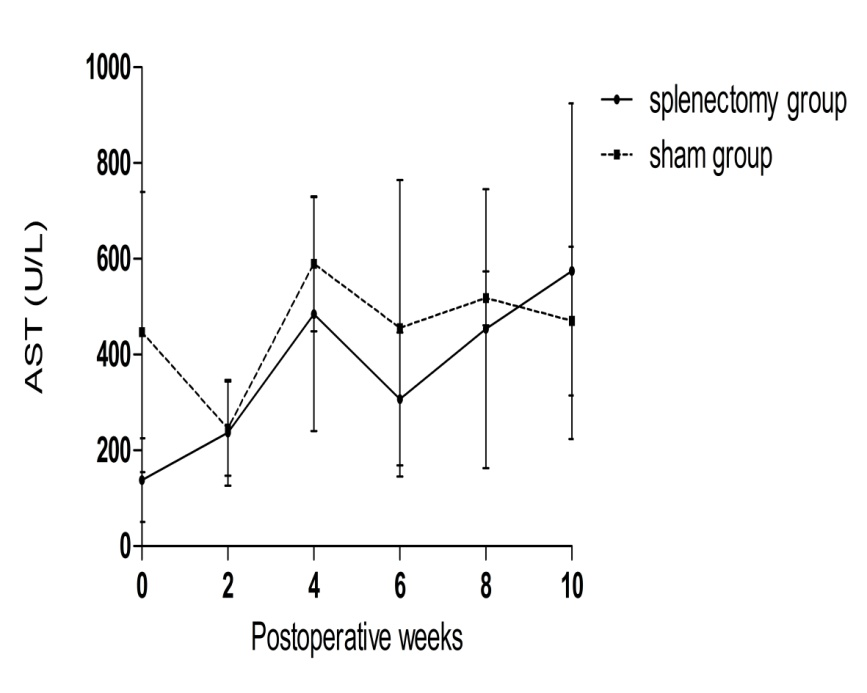 1000
800
600
400
200
0
AST (U/L)
0 2 4 6 8 10
Postoperative weeks
splenectomy group
sham group